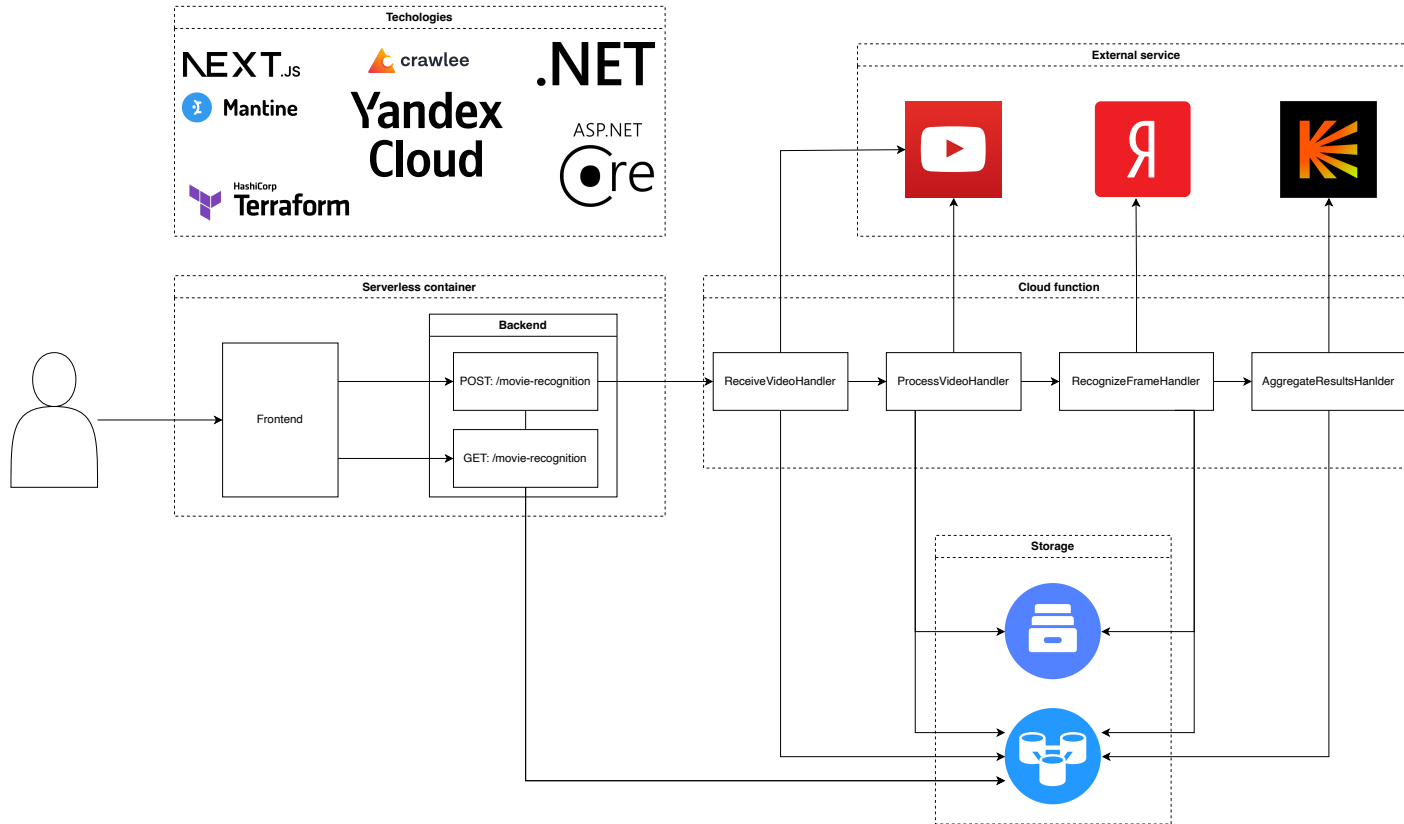 Techologies
NEXT.JS
crawlee
.NET
Mantine
Yandex
Cloud
ASP.NET
Core
HashiCorp
Terraform
External service
Я
Serverless container
Cloud function
Backend
Frontend
POST: /movie-recognition
GET: /movie-recognition
ReceiveVideoHandler
ProcessVideoHandler
RecognizeFrameHandler
AggregateResultsHanlder
Storage